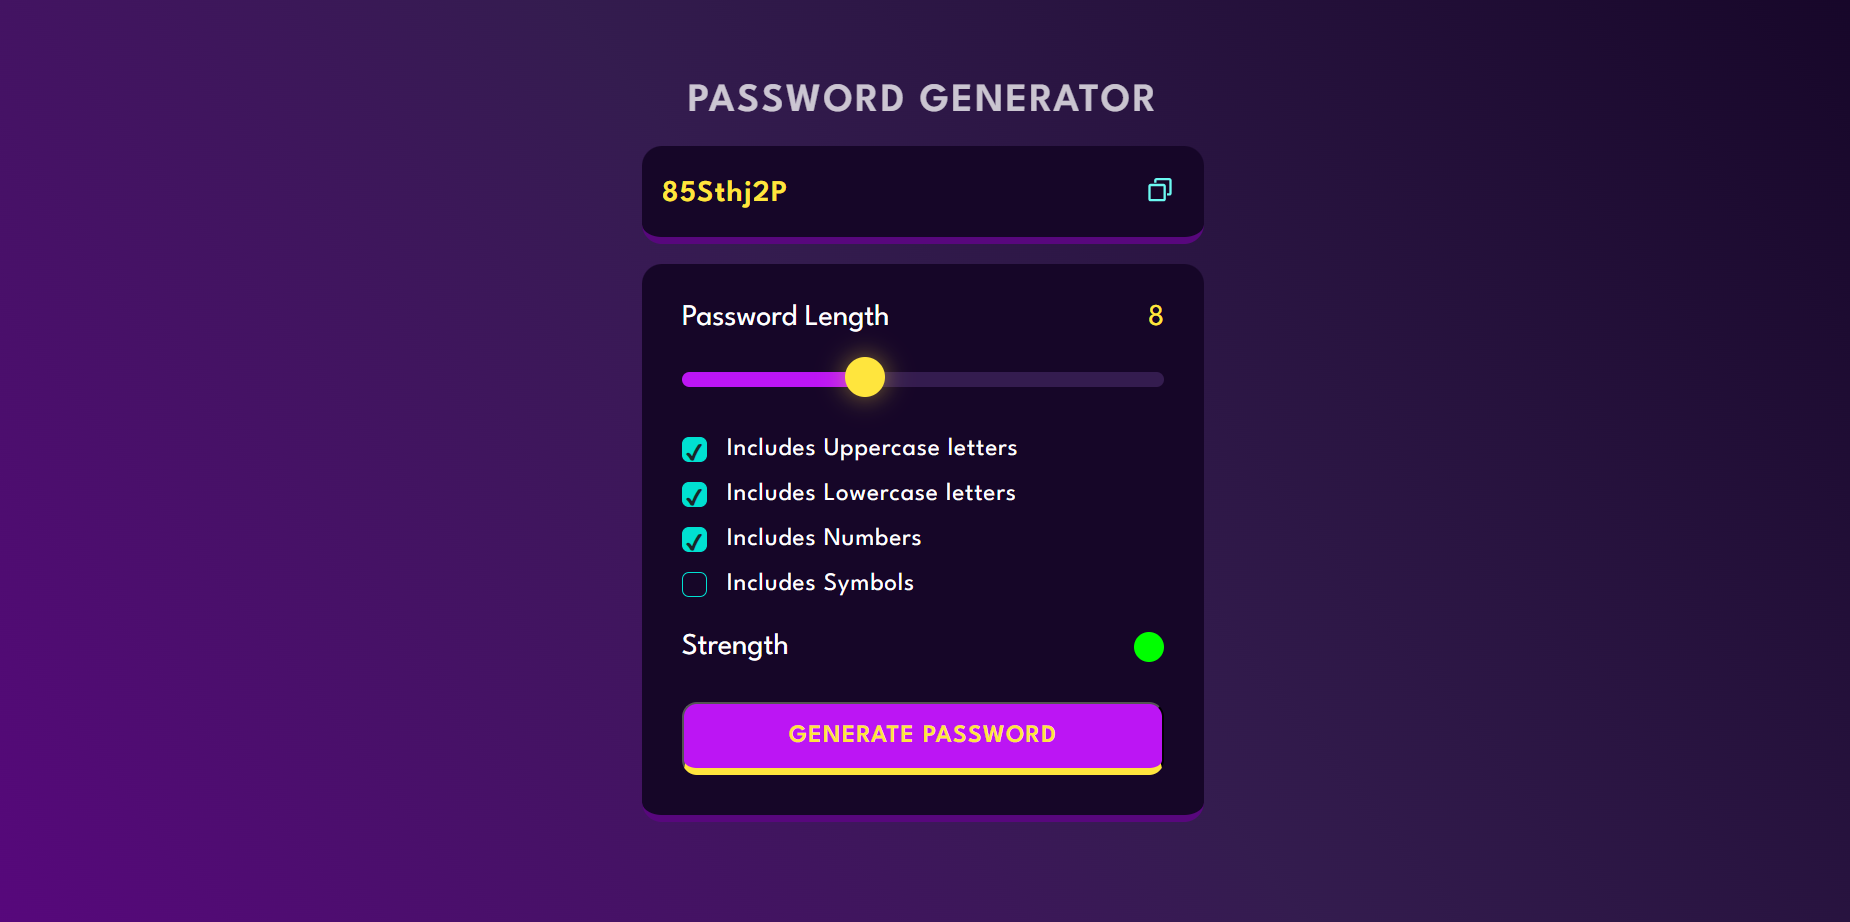 PASSWORD GENERATOR
85Sthj2P
Password Length 8
Includes Uppercase letters
Includes Lowercase letters
Includes Numbers
Includes Symbols
Strength
GENERATE PASSWORD